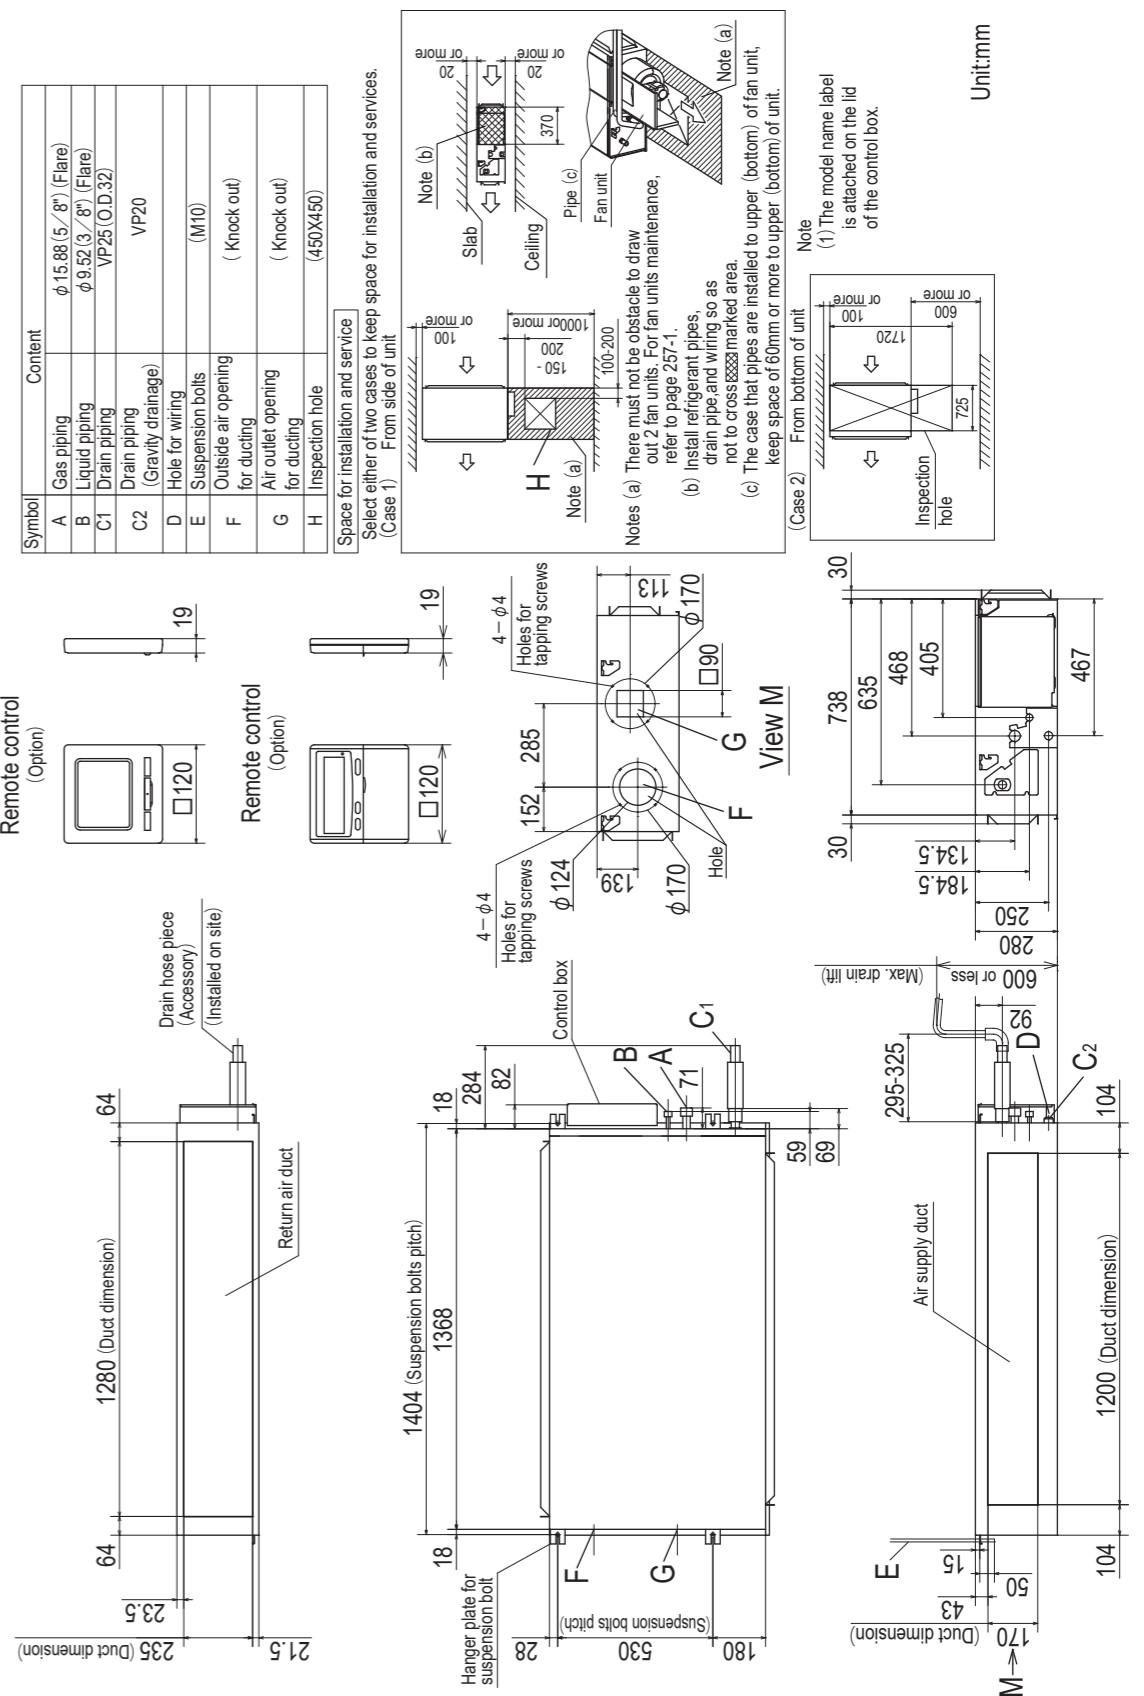 Symbol
Content
A Gas piping φ15.88(5/8") (Flare)
B Liquid piping φ9.52(3/8") (Flare)
C1 Drain piping VP25(O.D.32)
C2 Drain piping
(Gravity drainage) VP20
D Hole for wiring
E Suspension bolts (M10)
F Outside air opening
for ducting (Knock out)
G Air outlet opening
for ducting (Knock out)
H Inspection hole (450X450)
Space for installation and service
Select either of two cases to keep space for installation and services.
(Case 1) From side of unit
100
or more
1000or more
150 -
200
100-200
H
Note (a)
Note (b)
20
or more
20
or more
370
Slab
Ceiling
Pipe (c)
Fan unit
Note (a)
Notes (a) There must not be obstacle to draw
out 2 fan units. For fan units maintenance,
refer to page 257-1.
(b) Install refrigerant pipes,
drain pipe,and wiring so as
not to cross marked area.
(c) The case that pipes are installed to upper (bottom) of fan unit,
keep space of 60mm or more to upper (bottom) of unit.
(Case 2) From bottom of unit
100
or more
1720
600
or more
725
Inspection
hole
Note
(1) The model name label
is attached on the lid
of the control box.
Unit:mm
Remote control
(Option)
□120
19
Remote control
(Option)
□120
19
4-φ4
Holes for
tapping screws
113
φ170
□90
285
152
G
F
Hole
View M
4-φ4
Holes for
tapping screws
φ124
139
φ170
30
738
635
468
405
467
30
134.5
184.5
250
280
Drain hose piece
(Accessory)
(Installed on site)
64
1280 (Duct dimension)
64
Return air duct
23.5
235 (Duct dimension)
21.5
Control box
18
82
284
B
A
71
C1
59
69
1404 (Suspension bolts pitch)
1368
18
Hanger plate for
suspension bolt
F
G
28
530
(Suspension bolts pitch)
180
600 or less
(Max. drain lift)
295-325
92
D
C2
104
Air supply duct
1200 (Duct dimension)
104
E
15
50
43
170
(Duct dimension)
M